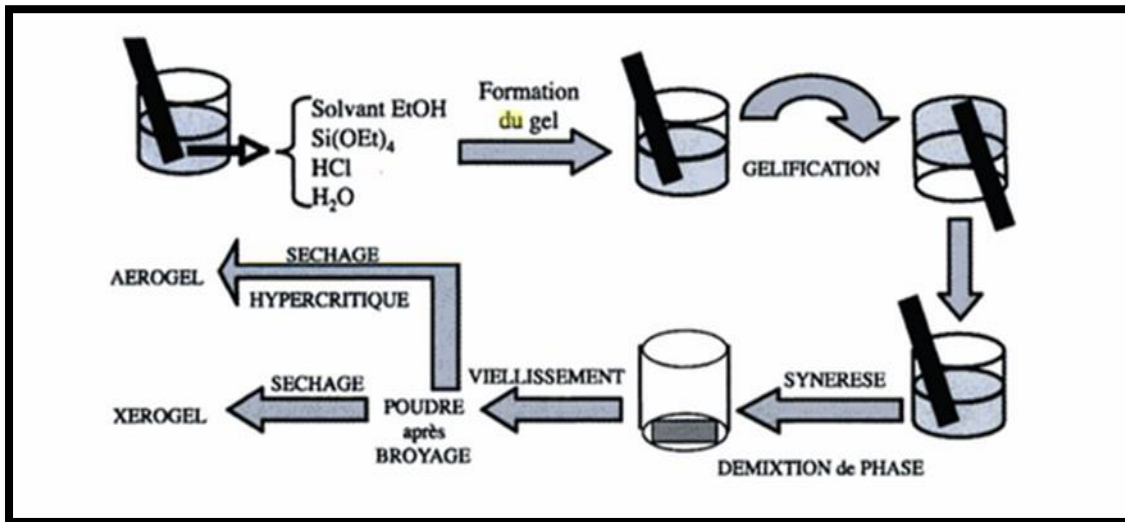 Solvant EtOH
Si(OEt)4
HCl
H2O
Formation
du gel
GELIFICATION
SECHAGE
HYPERCRITIQUE
AEROGEL
SECHAGE
XEROGEL
POUDRE
après
BROYAGE
VIELLISSEMENT
SYNERESE
DEMIXTION de PHASE